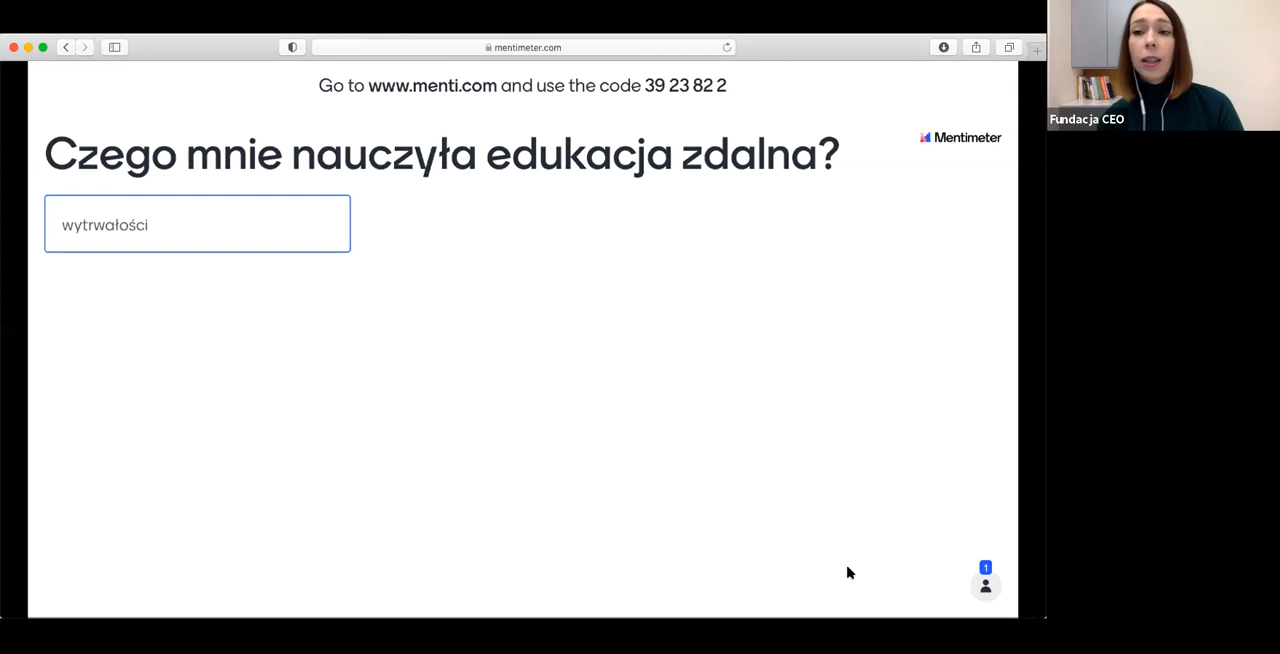 mentimeter.com
Go to www.menti.com and use the code 39 23 82 2
Mentimeter
Czego mnie nauczyła edukacja zdalna?
wytrwałości
1
Fundacja CEO